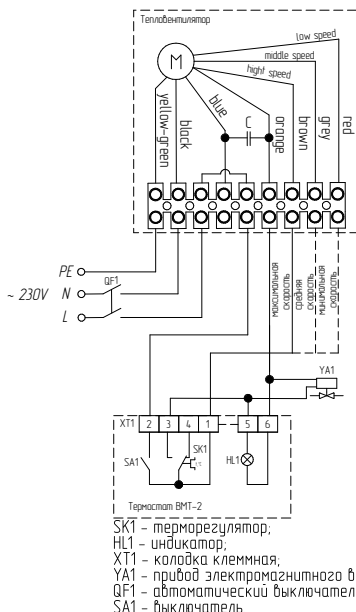 Тепловентилятор
low speed
middle speed
hight speed
M
yellow-green
black
blue
C
orange
brown
grey
red
PE
QF1
~ 230V N
L
максимальная
скорость
средняя
скорость
минимальная
скорость
YA1
XT1 2 3 4 1 5 6
SK1
SA1
t°C
HL1
Термостат ВМТ-2
SK1 - терморегулятор;
HL1 - индикатор;
XT1 - колодка клеммная;
YA1 - привод электромагнитного в
QF1 - автоматический выключател
SA1 - выключатель